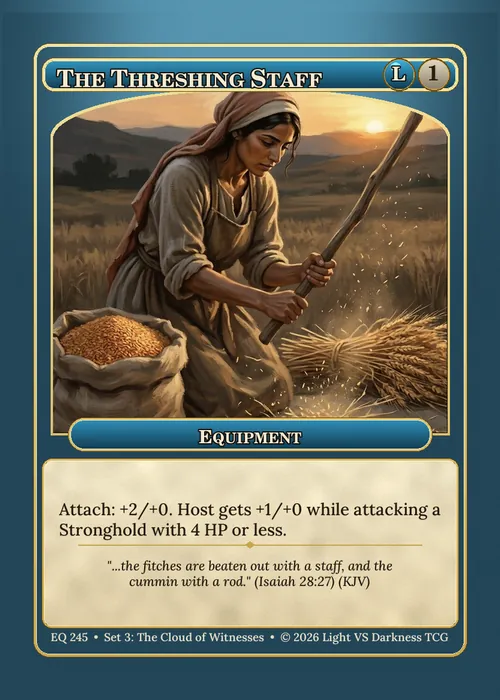 The Threshing Staff L 1
Equipment
Attach: +2/+0. Host gets +1/+0 while attacking a
Stronghold with 4 HP or less.
"...the fitches are beaten out with a staff, and the
cummin with a rod." (Isaiah 28:27) (KJV)
EQ 245 • Set 3: The Cloud of Witnesses • © 2026 Light VS Darkness TCG